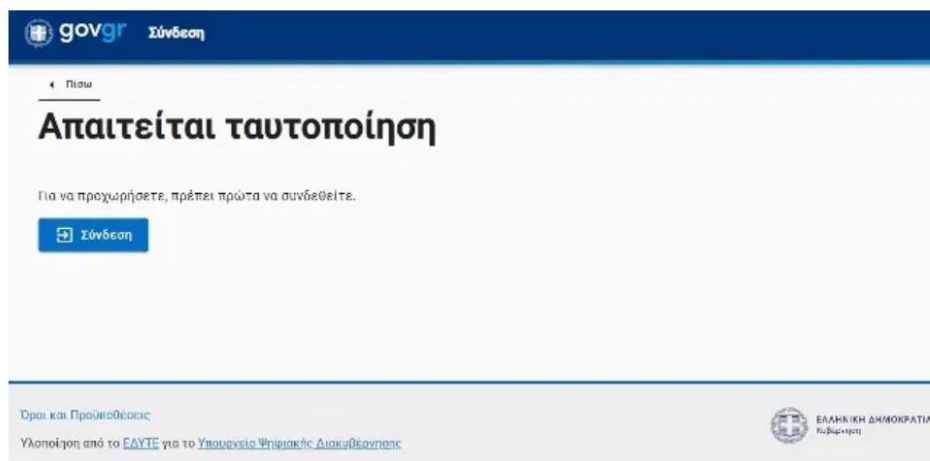 govgr Σύνδεση
Πίσω
Απαιτείται ταυτοποίηση
Για να προχωρήσετε, πρέπει πρώτα να συνδεθείτε.
Σύνδεση
Όροι και Προϋποθέσεις
Υλοποίηση από το ΕΔΥΤΕ για το Υπουργείο Ψηφιακής Διακυβέρνησης
ΕΛΛΗΝΙΚΗ ΔΗΜΟΚΡΑΤΙΑ
Κυβέρνηση